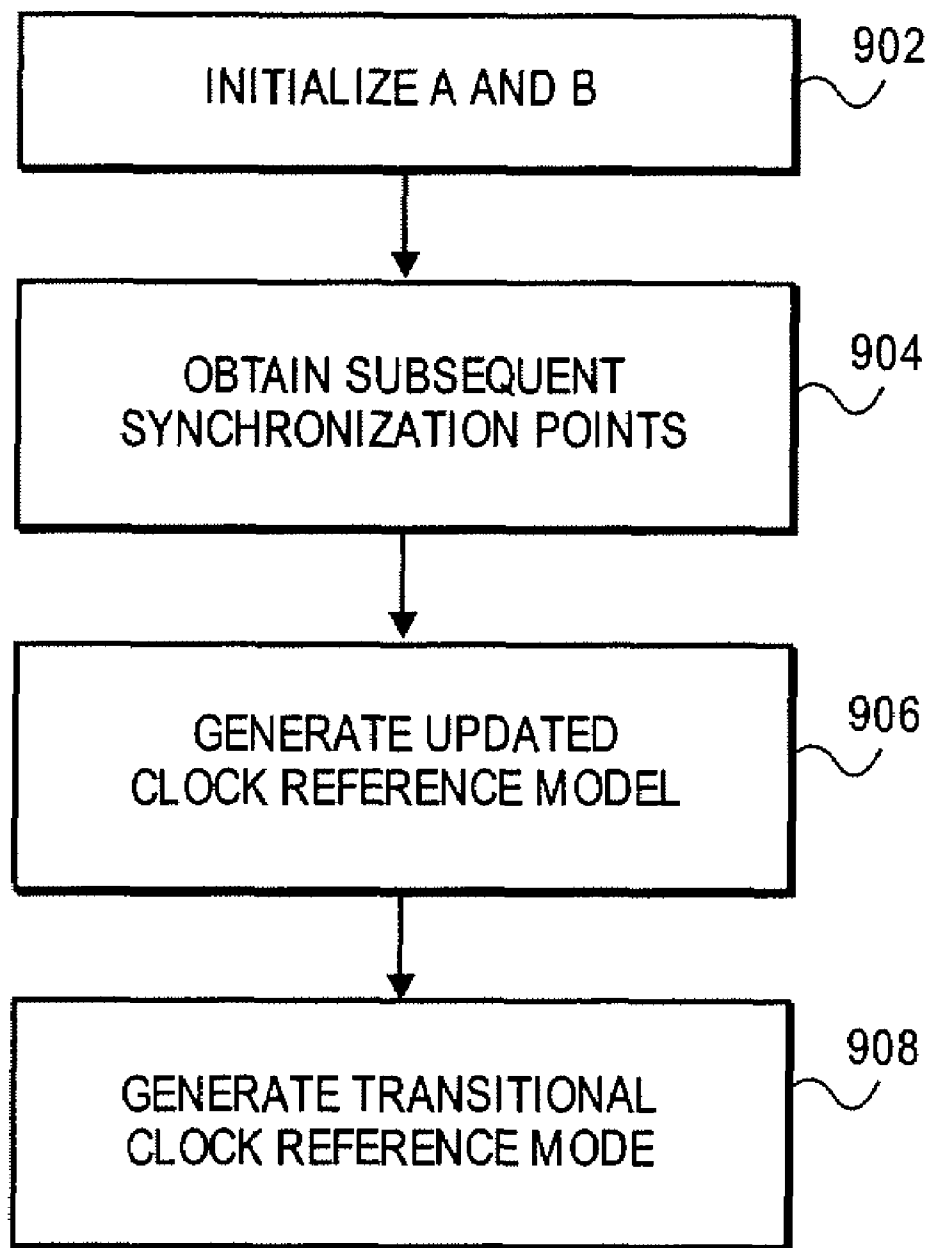 INITIALIZE A AND B
902
OBTAIN SUBSEQUENT
SYNCHRONIZATION POINTS
904
GENERATE UPDATED
CLOCK REFERENCE MODEL
906
GENERATE TRANSITIONAL
CLOCK REFERENCE MODE
908